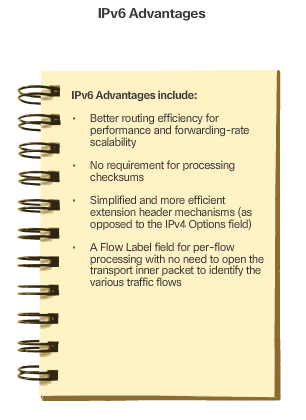 IPv6 Advantages
IPv6 Advantages include:
• Better routing efficiency for
performance and forwarding-rate
scalability
• No requirement for processing
checksums
• Simplified and more efficient
extension header mechanisms (as
opposed to the IPv4 Options field)
• A Flow Label field for per-flow
processing with no need to open the
transport inner packet to identify the
various traffic flows